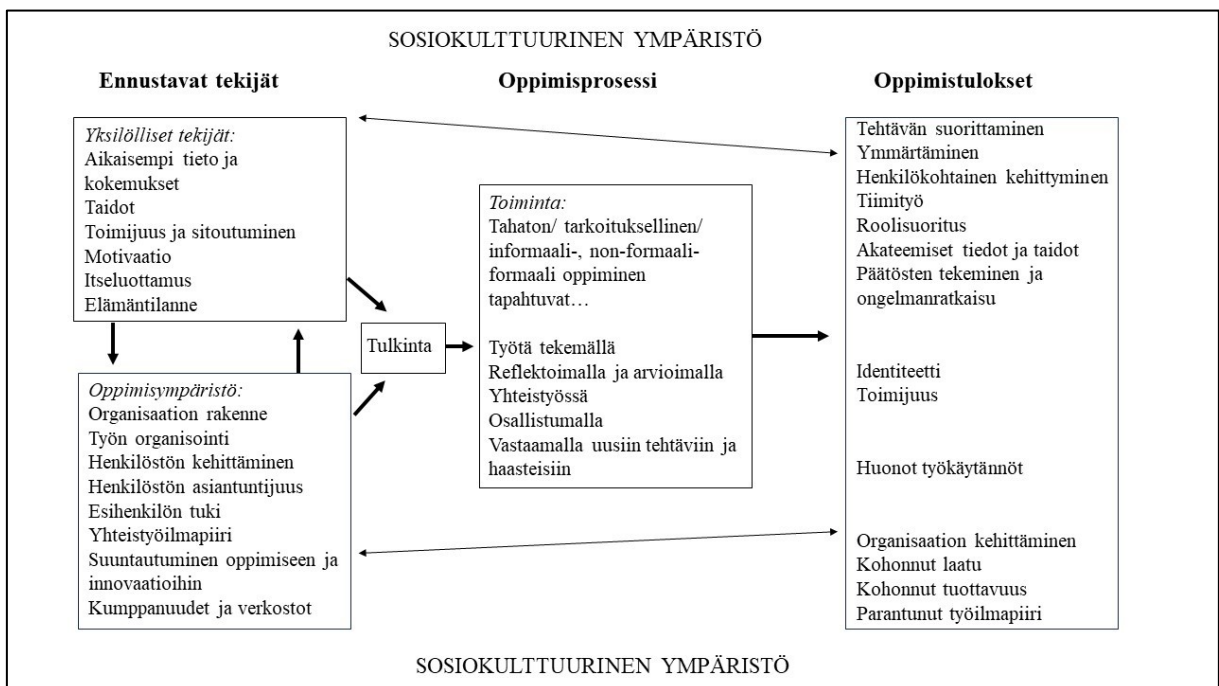 SOSIOKULTTUURINEN YMPÄRISTÖ
Ennustavat tekijät
Yksilölliset tekijät:
Aikaisempi tieto ja
kokemukset
Taidot
Toimijuus ja sitoutuminen
Motivaatio
Itseluottamus
Elämäntilanne
Oppimisympäristö:
Organisaation rakenne
Työn organisointi
Henkilöstön kehittäminen
Henkilöstön asiantuntijuus
Esihenkilön tuki
Yhteistyöilmapiiri
Suuntautuminen oppimiseen ja
innovaatioihin
Kumppanuudet ja verkostot
Tulkinta
Oppimisprosessi
Toiminta:
Tahaton/ tarkoituksellinen/
informaali-, non-formaali-
formaali oppiminen
tapahtuvat…
Työtä tekemällä
Reflektoimalla ja arvioimalla
Yhteistyössä
Osallistumalla
Vastaamalla uusiin tehtäviin ja
haasteisiin
Oppimistulokset
Tehtävän suorittaminen
Ymmärtäminen
Henkilökohtainen kehittyminen
Tiimityö
Roolisuoritus
Akateemiset tiedot ja taidot
Päätösten tekeminen ja
ongelmanratkaisu
Identiteetti
Toimijuus
Huonot työkäytännöt
Organisaation kehittäminen
Kohonnut laatu
Kohonnut tuottavuus
Parantunut työilmapiiri
SOSIOKULTTUURINEN YMPÄRISTÖ